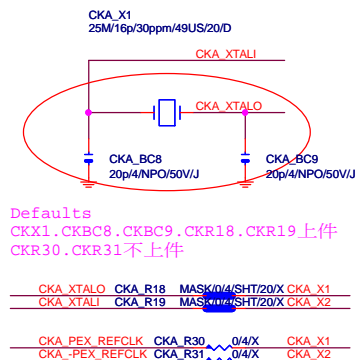 CKA_X1
25M/16p/30ppm/49US/20/D
CKA_XTALI
CKA_XTALO
CKA_BC8
20p/4/NPO/50V/J
CKA_BC9
20p/4/NPO/50V/J
Defaults
CKX1.CKBC8.CKBC9.CKR18.CKR19上件
CKR30.CKR31不上件
CKA_XTALO CKA_R18 MASK/0/4/SHT/20/X CKA_X1
CKA_XTALI CKA_R19 MASK/0/4/SHT/20/X CKA_X2
CKA_PEX_REFCLK CKA_R30 0/4/X CKA_X1
CKA_-PEX_REFCLK CKA_R31 0/4/X CKA_X2